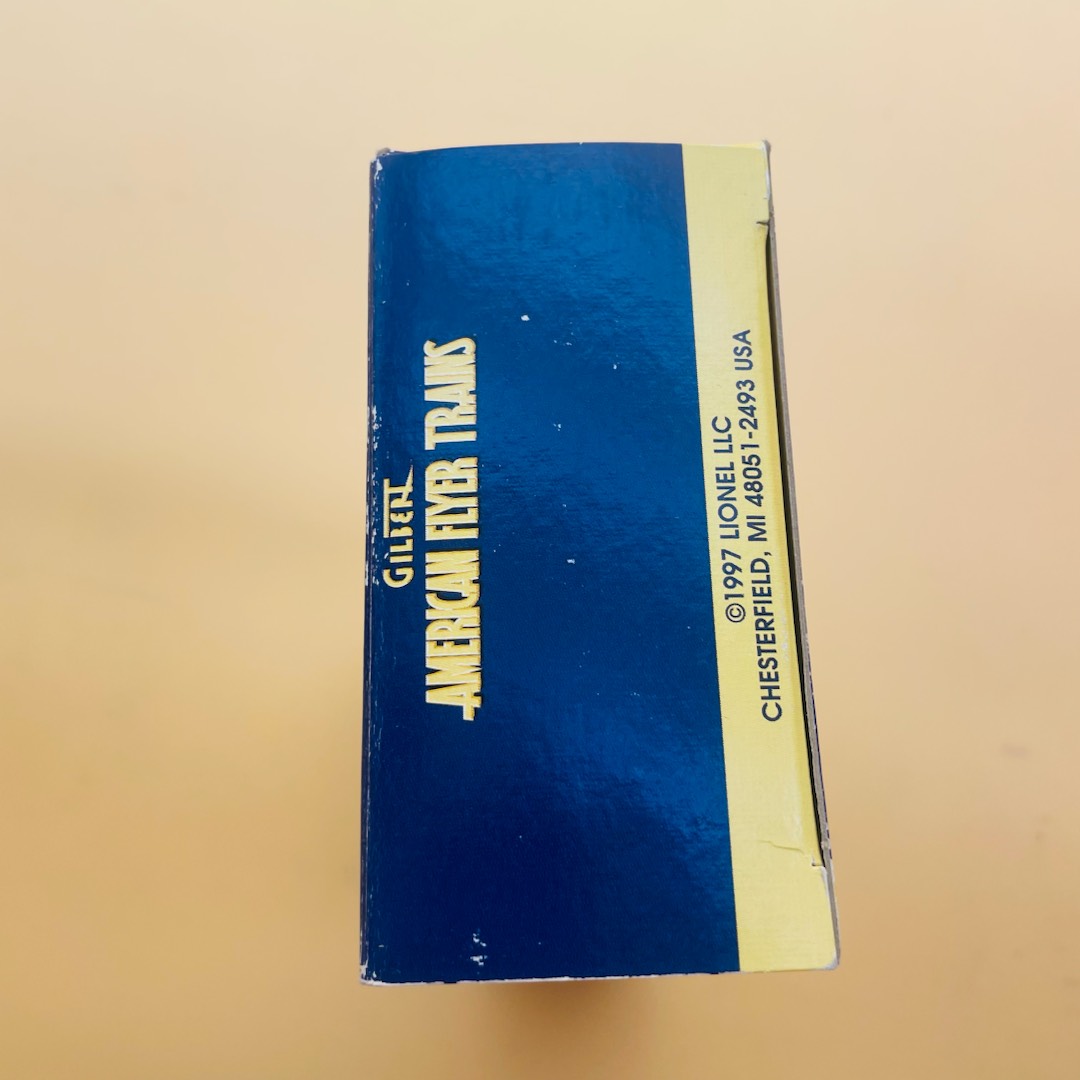 GILBERT
AMERICAN FLYER TRAINS
©1997 LIONEL LLC
CHESTERFIELD, MI 48051-2493 USA